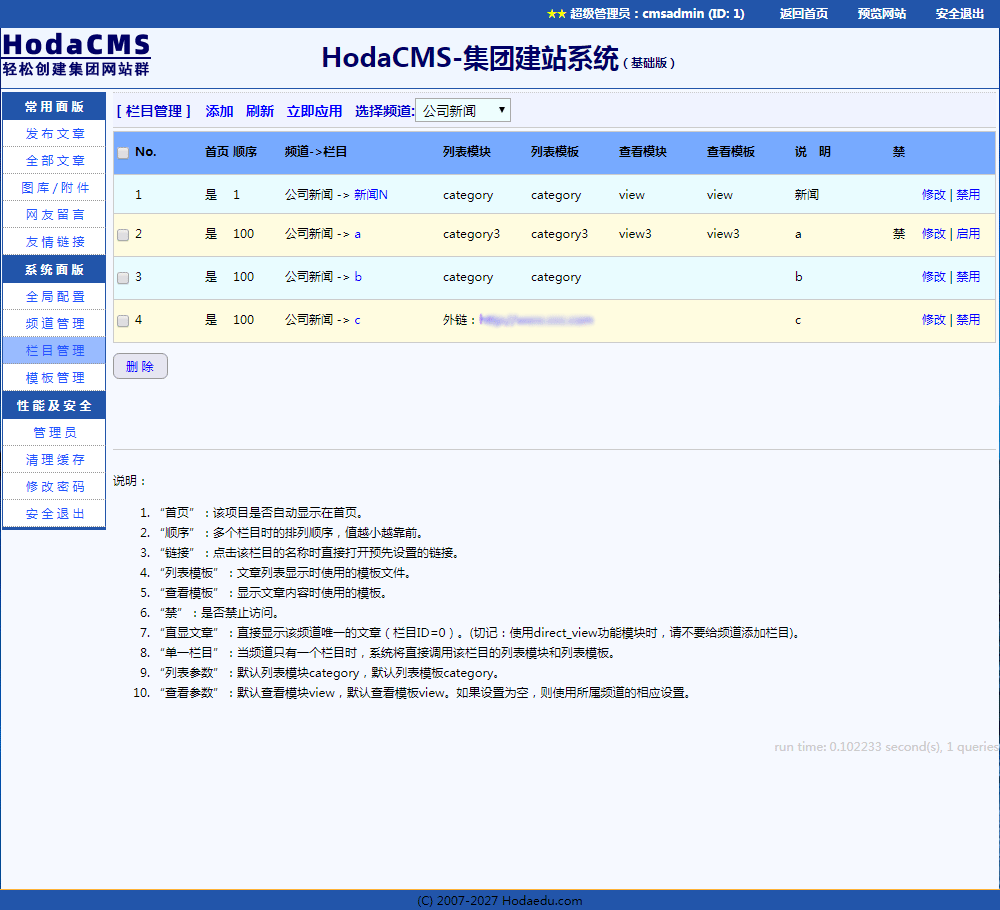 ★★ 超级管理员：cmsadmin (ID: 1) 返回首页 预览网站 安全退出
HodaCMS
轻松创建集团网站群
HodaCMS-集团建站系统（基础版）
常用面版
发布文章
全部文章
图库/附件
网友留言
友情链接
系统面版
全局配置
频道管理
栏目管理
模板管理
性能及安全
管理员
清理缓存
修改密码
安全退出
[ 栏目管理 ] 添加 刷新 立即应用 选择频道: 公司新闻
No. 首页 顺序 频道->栏目 列表模块 列表模板 查看模块 查看模板 说 明 禁
1 是 1 公司新闻 -> 新闻N category category view view 新闻 修改 | 禁用
2 是 100 公司新闻 -> a category3 category3 view3 view3 a 禁 修改 | 启用
3 是 100 公司新闻 -> b category category b 修改 | 禁用
4 是 100 公司新闻 -> c 外链： c 修改 | 禁用
删 除
说明：
1. “首页” ：该项目是否自动显示在首页。
2. “顺序” ：多个栏目时的排列顺序，值越小越靠前。
3. “链接” ：点击该栏目的名称时直接打开预先设置的链接。
4. “列表模板” ：文章列表显示时使用的模板文件。
5. “查看模板” ：显示文章内容时使用的模板。
6. “禁” ：是否禁止访问。
7. “直显文章” ：直接显示该频道唯一的文章（栏目ID=0）。(切记：使用direct_view功能模块时，请不要给频道添加栏目)。
8. “单一栏目” ：当频道只有一个栏目时，系统将直接调用该栏目的列表模块和列表模板。
9. “列表参数” ：默认列表模块category，默认列表模板category。
10. “查看参数” ：默认查看模块view，默认查看模板view。如果设置为空，则使用所属频道的相应设置。
run time: 0.102233 second(s), 1 queries
(C) 2007-2027 Hodaedu.com